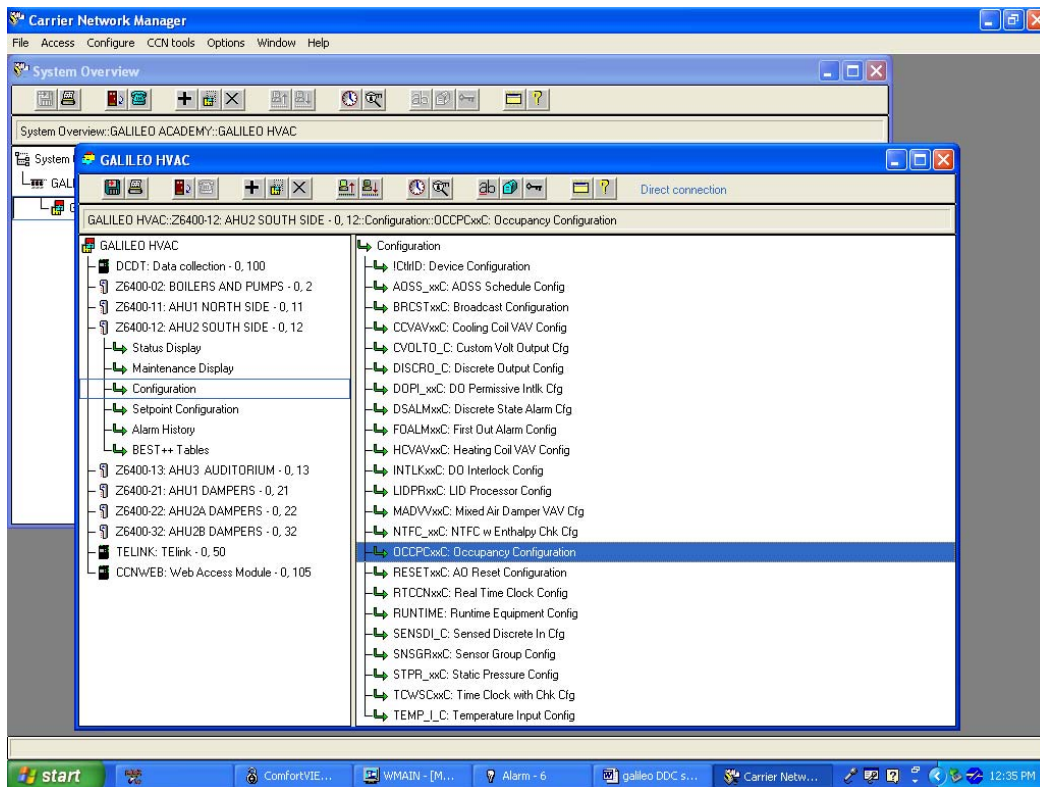 Carrier Network Manager
File Access Configure CCN tools Options Window Help
System Overview
System Overview::GALILEO ACADEMY::GALILEO HVAC
System
GALI
GALILEO HVAC
Direct connection
GALILEO HVAC::Z6400-12: AHU2 SOUTH SIDE - 0, 12::Configuration::OCCPCxxC: Occupancy Configuration
GALILEO HVAC
DCDT: Data collection - 0, 100
Z6400-02: BOILERS AND PUMPS - 0, 2
Z6400-11: AHU1 NORTH SIDE - 0, 11
Z6400-12: AHU2 SOUTH SIDE - 0, 12
Status Display
Maintenance Display
Configuration
Setpoint Configuration
Alarm History
BEST++ Tables
Z6400-13: AHU3 AUDITORIUM - 0, 13
Z6400-21: AHU1 DAMPERS - 0, 21
Z6400-22: AHU2A DAMPERS - 0, 22
Z6400-32: AHU2B DAMPERS - 0, 32
TELINK: TElink - 0, 50
CCNWEB: Web Access Module - 0, 105
Configuration
!CtlrID: Device Configuration
AOSS_xxC: AOSS Schedule Config
BRCSTxxC: Broadcast Configuration
CCVAVxxC: Cooling Coil VAV Config
CVOLTO_C: Custom Volt Output Cfg
DISCRO_C: Discrete Output Config
DOPI_xxC: DO Permissive Intlk Cfg
DSALMxxC: Discrete State Alarm Cfg
FOALMxxC: First Out Alarm Config
HCVAVxxC: Heating Coil VAV Config
INTLKxxC: DO Interlock Config
LIDPRxxC: LID Processor Config
MADVVxxC: Mixed Air Damper VAV Cfg
NTFC_xxC: NTFC w Enthalpy Chk Cfg
OCCPCxxC: Occupancy Configuration
RESETxxC: AO Reset Configuration
RTCCNxxC: Real Time Clock Config
RUNTIME: Runtime Equipment Config
SENSDI_C: Sensed Discrete In Cfg
SNSGRxxC: Sensor Group Config
STPR_xxC: Static Pressure Config
TCWSCxxC: Time Clock with Chk Cfg
TEMP_I_C: Temperature Input Config
start
ComfortVIE...
WMAIN - [M...
Alarm - 6
galileo DDC s...
Carrier Netw...
12:35 PM